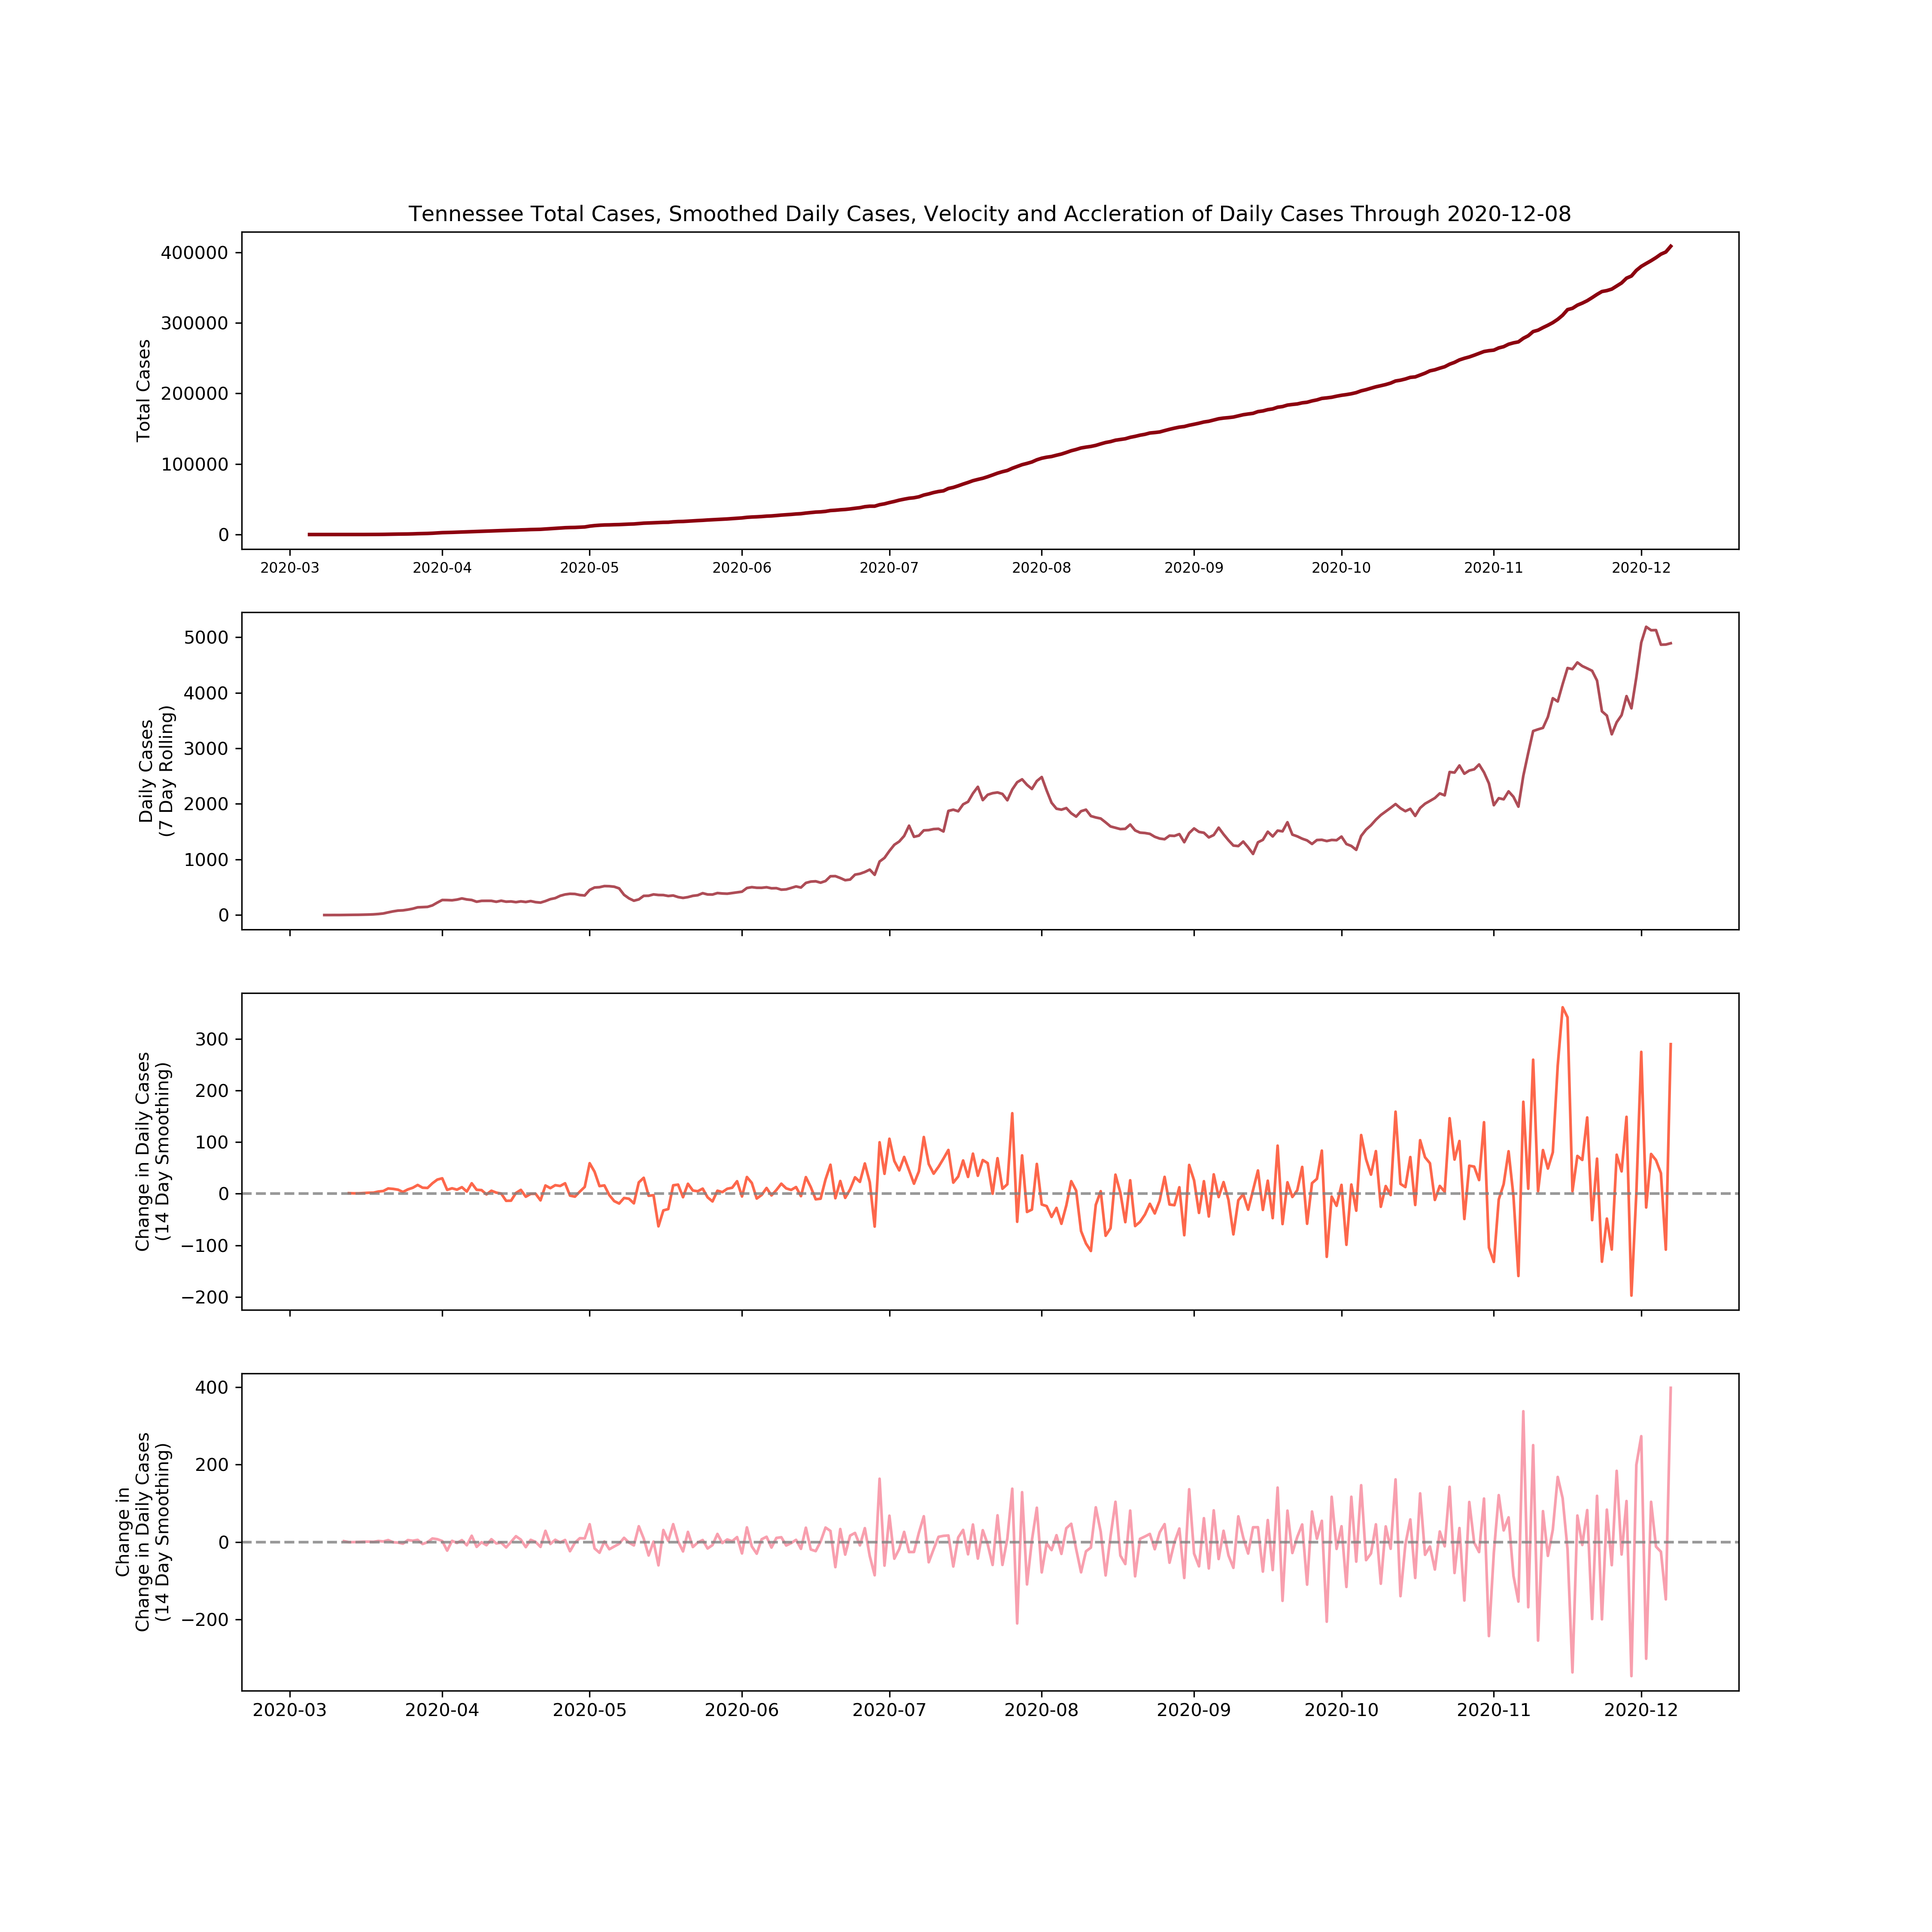 Tennessee Total Cases, Smoothed Daily Cases, Velocity and Accleration of Daily Cases Through 2020-12-08
Total Cases
400000
300000
200000
100000
0
2020-03 2020-04 2020-05 2020-06 2020-07 2020-08 2020-09 2020-10 2020-11 2020-12
Daily Cases
(7 Day Rolling)
5000
4000
3000
2000
1000
0
Change in Daily Cases
(14 Day Smoothing)
300
200
100
0
−100
−200
Change in
Change in Daily Cases
(14 Day Smoothing)
400
200
0
−200
2020-03 2020-04 2020-05 2020-06 2020-07 2020-08 2020-09 2020-10 2020-11 2020-12